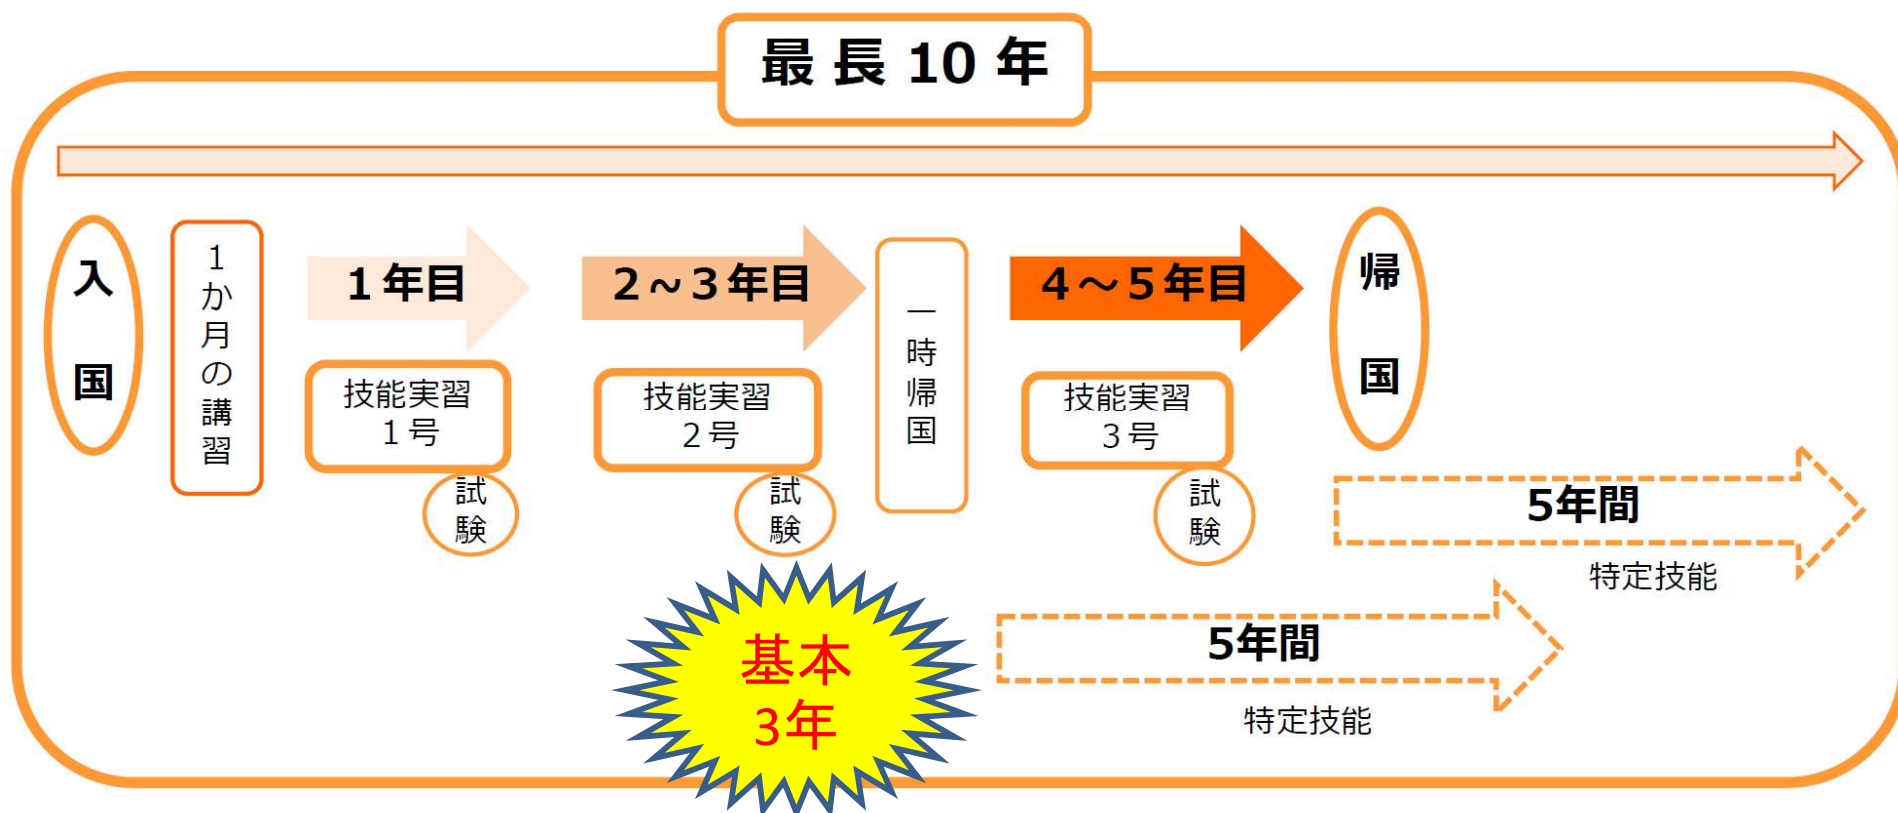 最長10年
入国
1か月の講習
1年目
技能実習
1号
試験
2～3年目
技能実習
2号
試験
一時帰国
4～5年目
技能実習
3号
試験
帰国
5年間
特定技能
5年間
特定技能
基本
3年